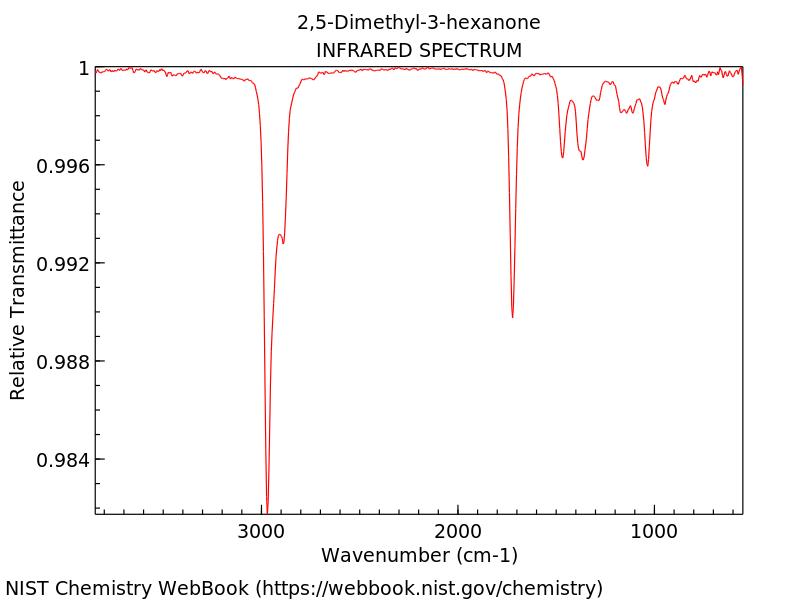 2,5-Dimethyl-3-hexanone
INFRARED SPECTRUM
1
0.996
0.992
0.988
0.984
Relative Transmittance
3000 2000 1000
Wavenumber (cm-1)
NIST Chemistry WebBook (https://webbook.nist.gov/chemistry)